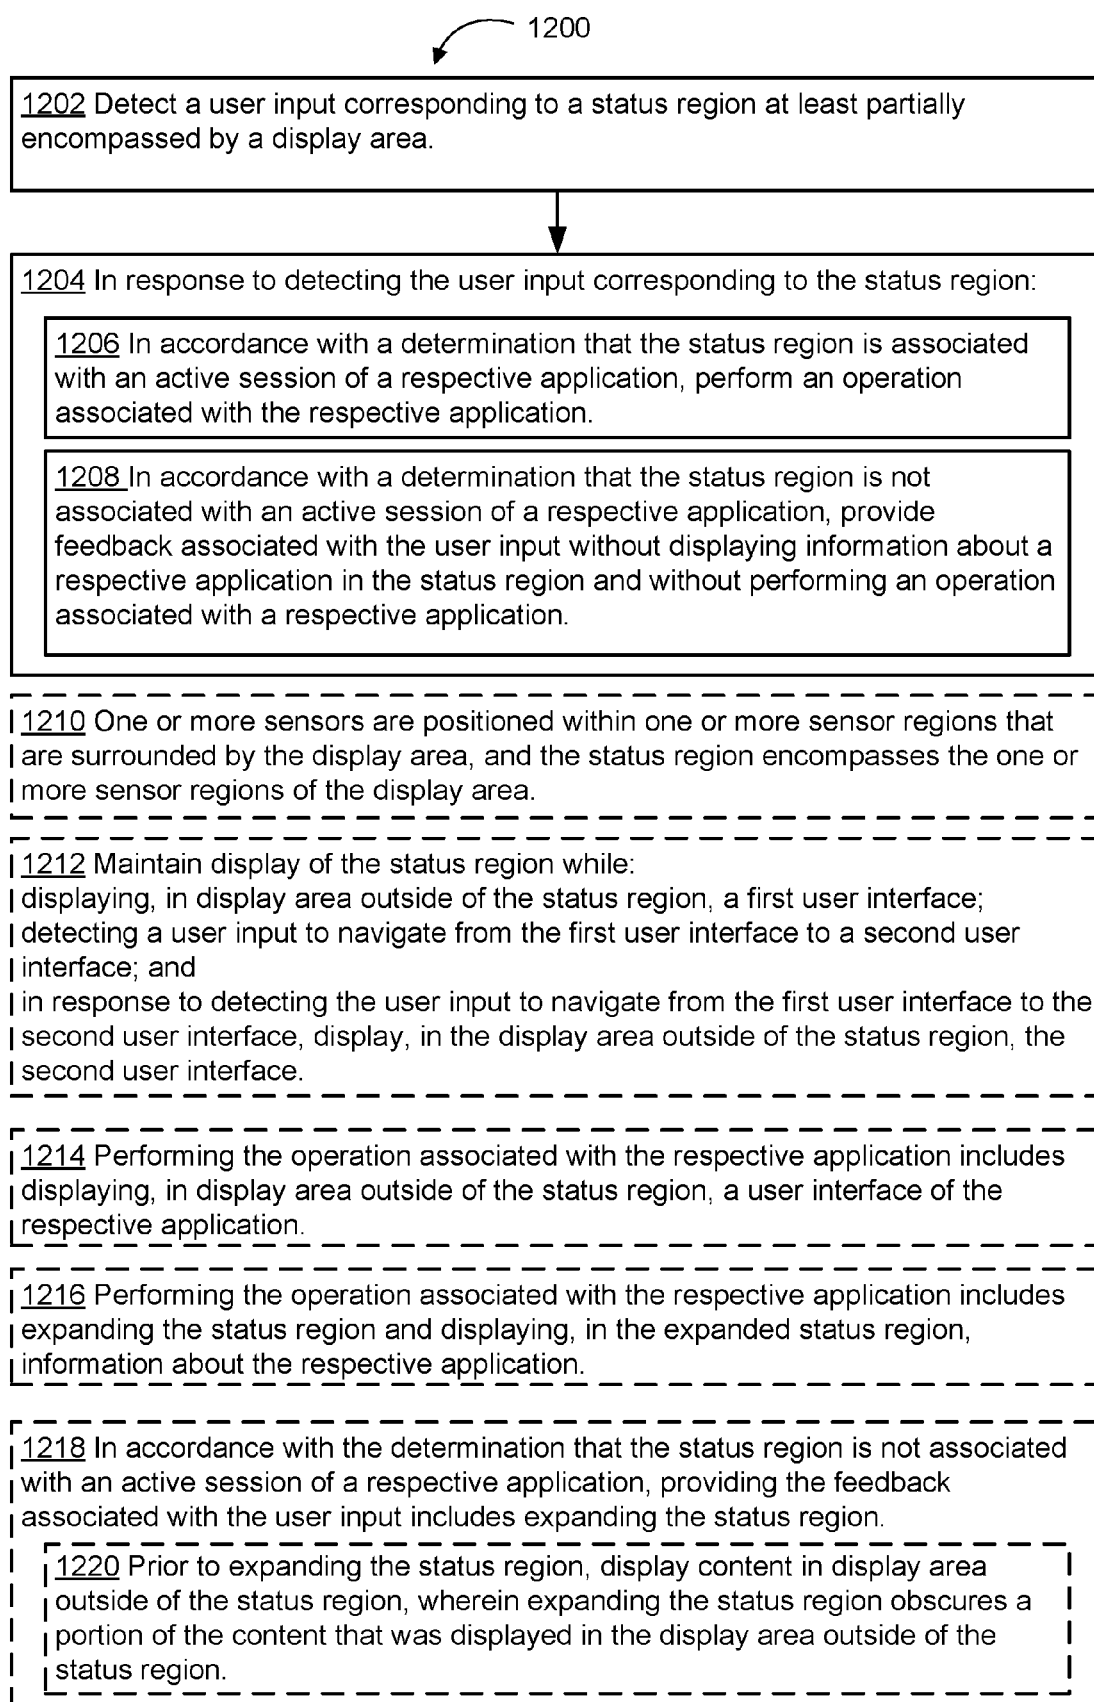 1200
1202 Detect a user input corresponding to a status region at least partially
encompassed by a display area.
1204 In response to detecting the user input corresponding to the status region:
1206 In accordance with a determination that the status region is associated
with an active session of a respective application, perform an operation
associated with the respective application.
1208 In accordance with a determination that the status region is not
associated with an active session of a respective application, provide
feedback associated with the user input without displaying information about a
respective application in the status region and without performing an operation
associated with a respective application.
1210 One or more sensors are positioned within one or more sensor regions that
are surrounded by the display area, and the status region encompasses the one or
more sensor regions of the display area.
1212 Maintain display of the status region while:
displaying, in display area outside of the status region, a first user interface;
detecting a user input to navigate from the first user interface to a second user
interface; and
in response to detecting the user input to navigate from the first user interface to the
second user interface, display, in the display area outside of the status region, the
second user interface.
1214 Performing the operation associated with the respective application includes
displaying, in display area outside of the status region, a user interface of the
respective application.
1216 Performing the operation associated with the respective application includes
expanding the status region and displaying, in the expanded status region,
information about the respective application.
1218 In accordance with the determination that the status region is not associated
with an active session of a respective application, providing the feedback
associated with the user input includes expanding the status region.
1220 Prior to expanding the status region, display content in display area
outside of the status region, wherein expanding the status region obscures a
portion of the content that was displayed in the display area outside of the
status region.